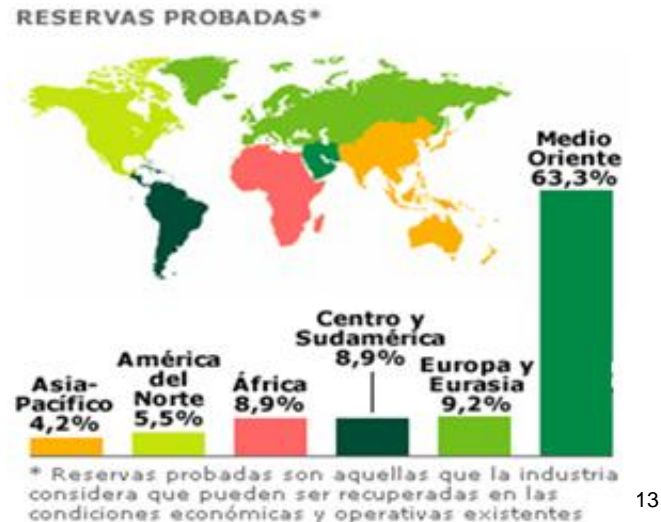 RESERVAS PROBADAS*
Medio
Oriente
63,3%
Centro y
Sudamérica
8,9%
América
del
Norte
5,5%
Asia-
Pacífico
4,2%
África
8,9%
Europa y
Eurasia
9,2%
* Reservas probadas son aquellas que la industria
considera que pueden ser recuperadas en las
condiciones económicas y operativas existentes
13